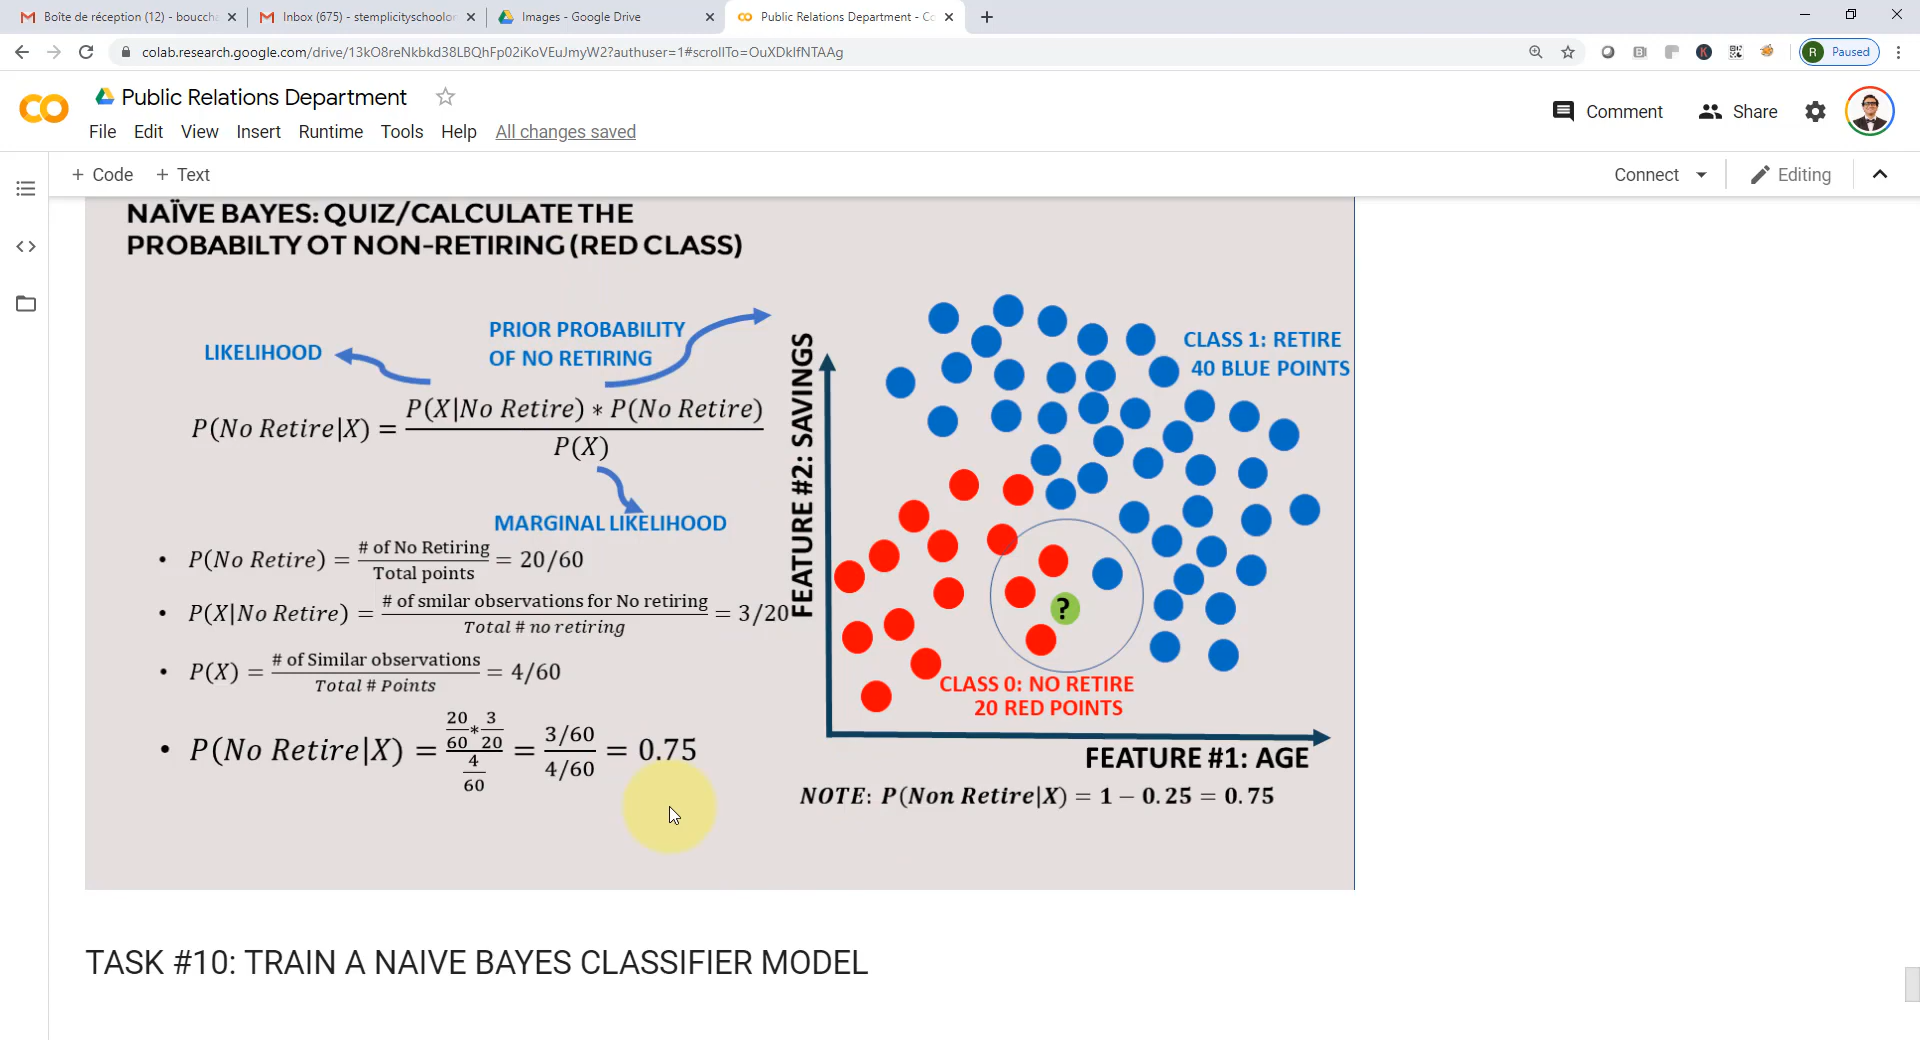 Boîte de réception (12) - bouccha
Inbox (675) - stemplicityschoolor
Images - Google Drive
Public Relations Department - Co
colab.research.google.com/drive/13kO8reNkbkd38LBQhFp02iKoVEuJmyW2?authuser=1#scrollTo=OuXDkIfNTAAg
R Paused
CO
Public Relations Department
File Edit View Insert Runtime Tools Help All changes saved
Comment Share
+ Code + Text
Connect Editing
NAÏVE BAYES: QUIZ/CALCULATE THE
PROBABILTY OT NON-RETIRING (RED CLASS)
LIKELIHOOD
PRIOR PROBABILITY
OF NO RETIRING
P(No Retire|X) = P(X|No Retire) * P(No Retire) / P(X)
MARGINAL LIKELIHOOD
• P(No Retire) = # of No Retiring / Total points = 20/60
• P(X|No Retire) = # of smilar observations for No retiring / Total # no retiring = 3/20
• P(X) = # of Similar observations / Total # Points = 4/60
• P(No Retire|X) = 20/60 * 3/20 / 4/60 = 3/60 / 4/60 = 0.75
FEATURE #2: SAVINGS
CLASS 1: RETIRE
40 BLUE POINTS
?
CLASS 0: NO RETIRE
20 RED POINTS
FEATURE #1: AGE
NOTE: P(Non Retire|X) = 1 − 0.25 = 0.75
TASK #10: TRAIN A NAIVE BAYES CLASSIFIER MODEL